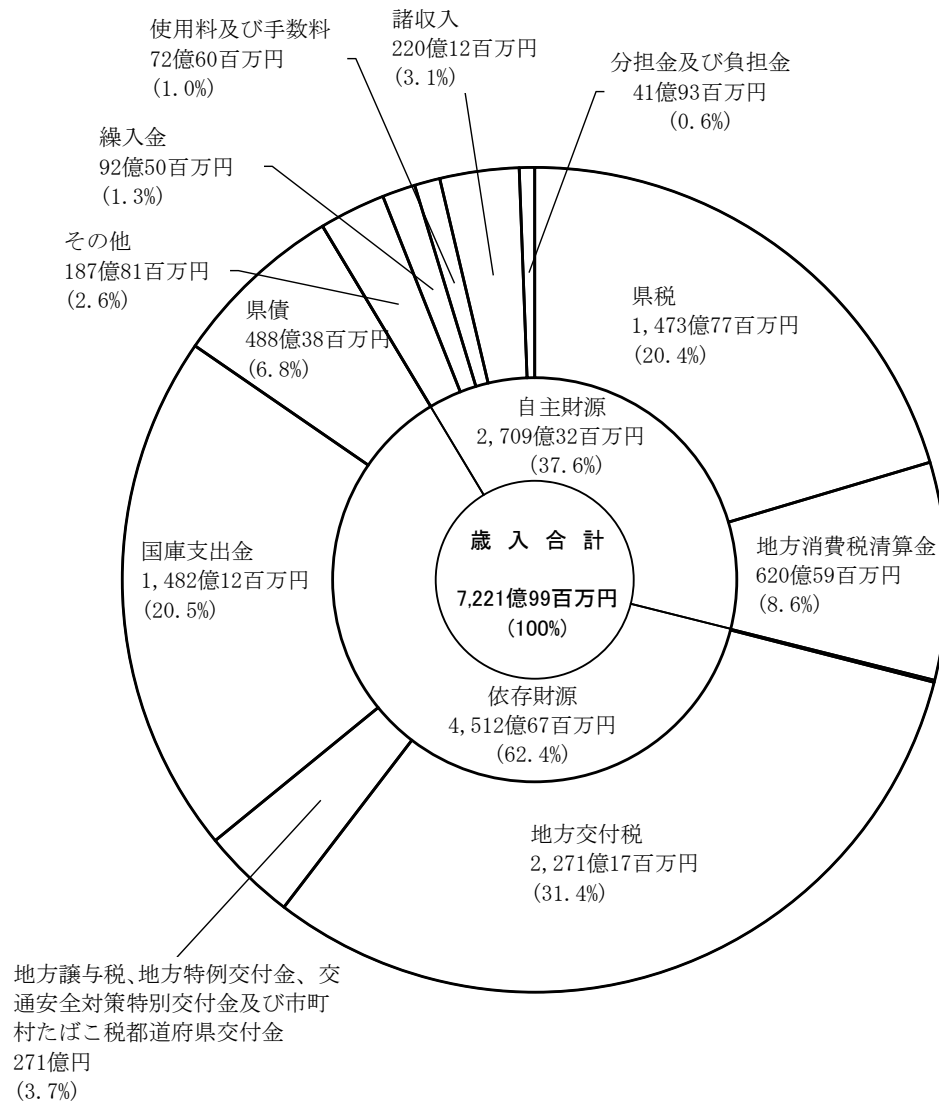 使用料及び手数料
72億60百万円
(1.0%)
諸収入
220億12百万円
(3.1%)
分担金及び負担金
41億93百万円
(0.6%)
繰入金
92億50百万円
(1.3%)
その他
187億81百万円
(2.6%)
県債
488億38百万円
(6.8%)
県税
1,473億77百万円
(20.4%)
自主財源
2,709億32百万円
(37.6%)
国庫支出金
1,482億12百万円
(20.5%)
歳入合計
7,221億99百万円
(100%)
地方消費税清算金
620億59百万円
(8.6%)
依存財源
4,512億67百万円
(62.4%)
地方交付税
2,271億17百万円
(31.4%)
地方譲与税、地方特例交付金、交
通安全対策特別交付金及び市町
村たばこ税都道府県交付金
271億円
(3.7%)